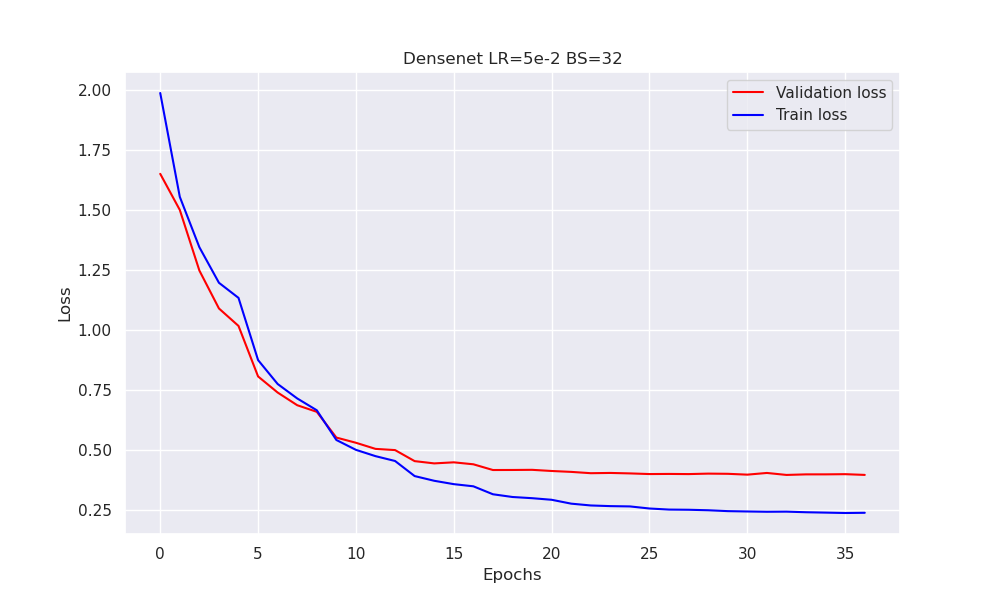 Densenet LR=5e-2 BS=32
Validation loss
Train loss
2.00
1.75
1.50
1.25
1.00
0.75
0.50
0.25
Loss
0 5 10 15 20 25 30 35
Epochs